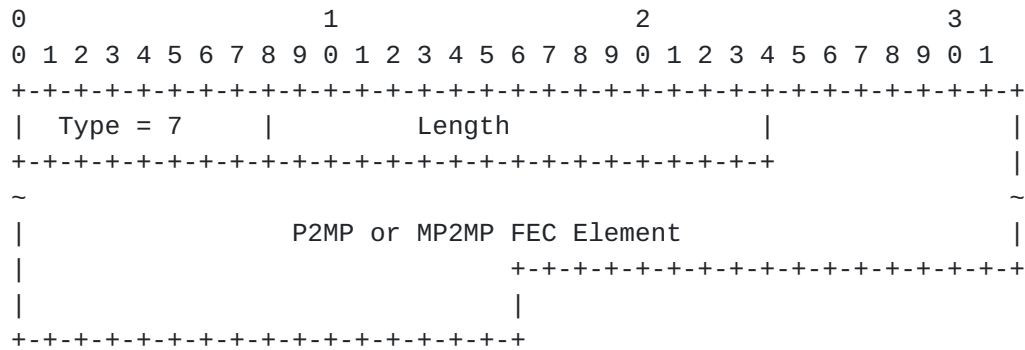 0                   1                   2                   3
0 1 2 3 4 5 6 7 8 9 0 1 2 3 4 5 6 7 8 9 0 1 2 3 4 5 6 7 8 9 0 1
+-+-+-+-+-+-+-+-+-+-+-+-+-+-+-+-+-+-+-+-+-+-+-+-+-+-+-+-+-+-+-+-+
|  Type = 7     |         Length                |               |
+-+-+-+-+-+-+-+-+-+-+-+-+-+-+-+-+-+-+-+-+-+-+-+-+               |
~                                                               ~
|                 P2MP or MP2MP FEC Element                     |
|                               +-+-+-+-+-+-+-+-+-+-+-+-+-+-+-+-+
|                               |
+-+-+-+-+-+-+-+-+-+-+-+-+-+-+-+-+